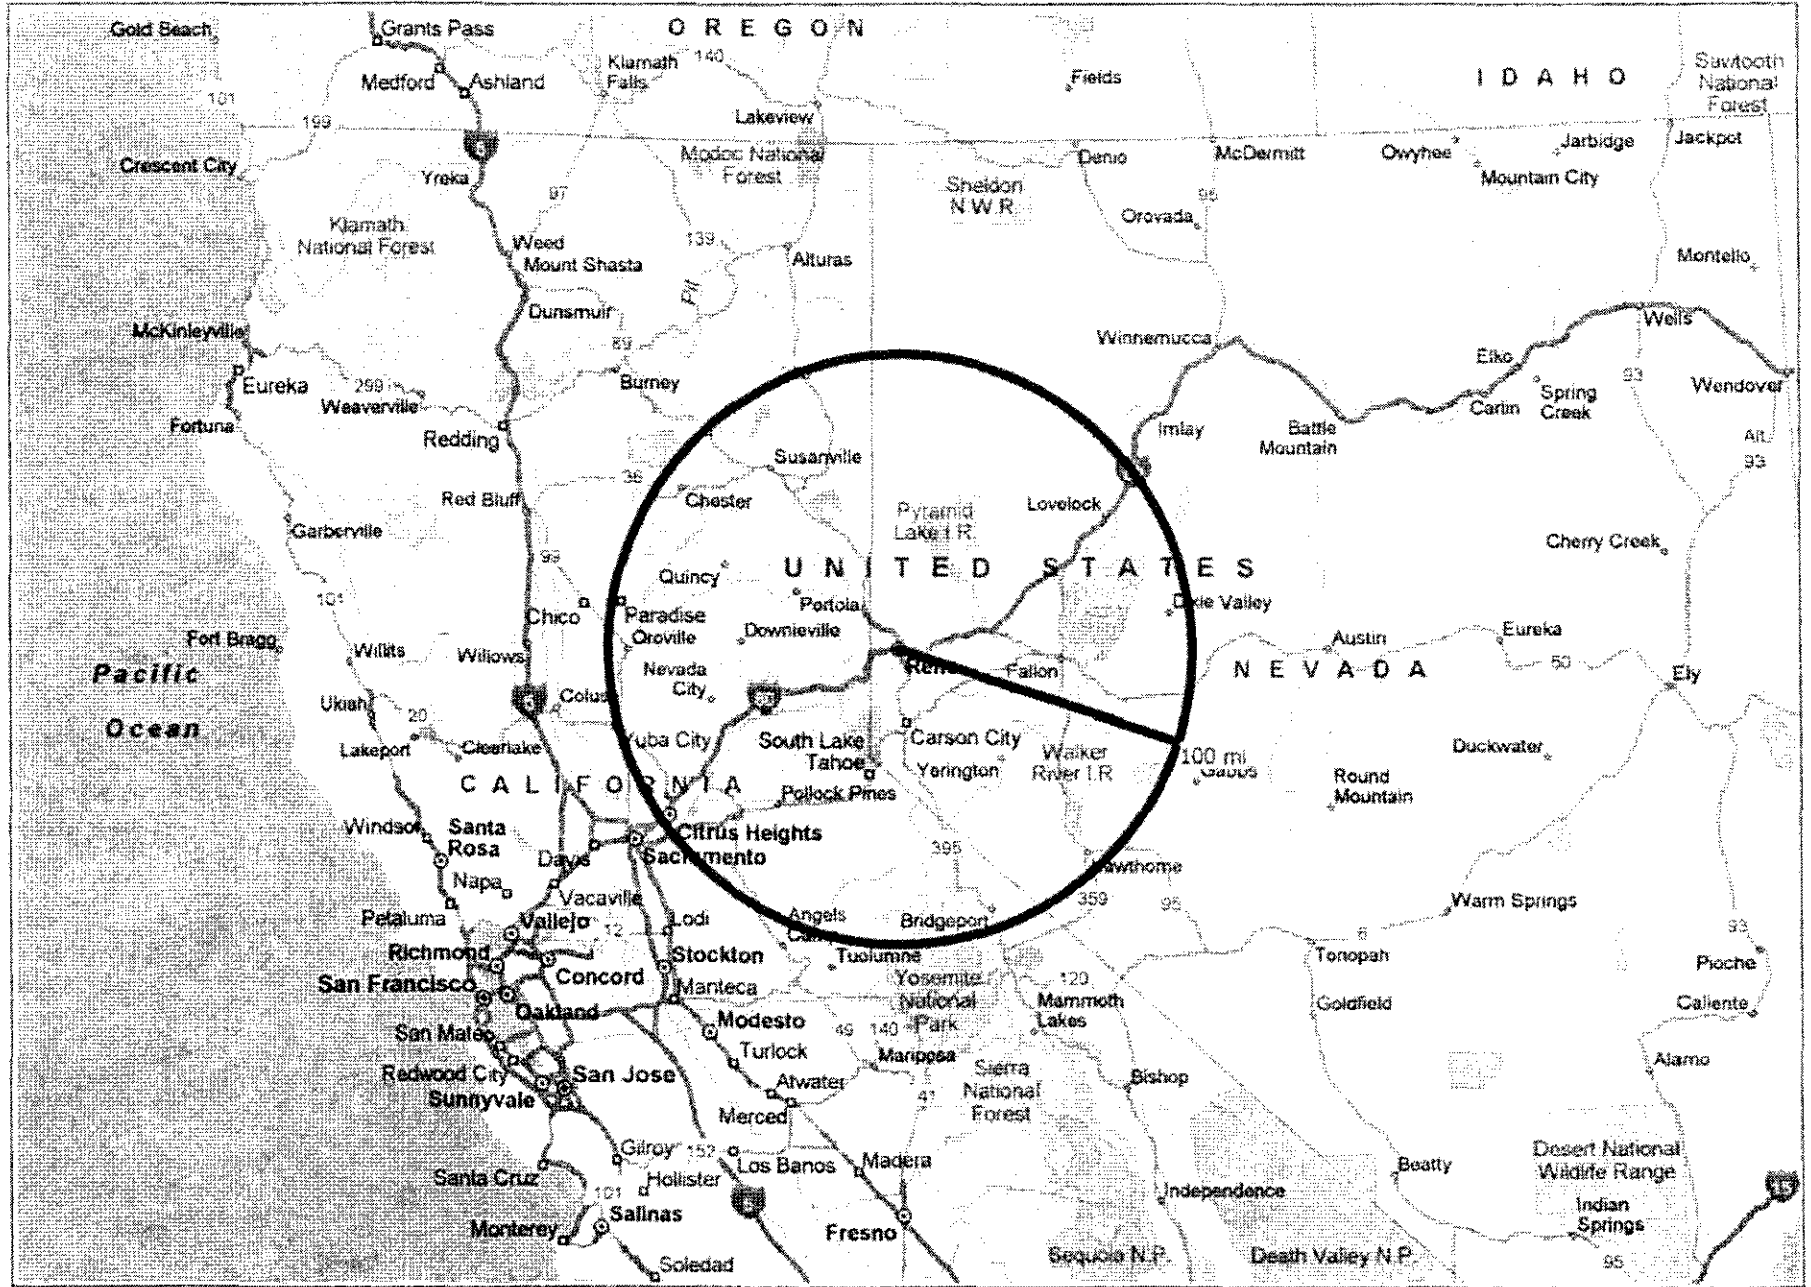 OREGON
Gold Beach
Grants Pass
Klamath
Falls
140
Fields
IDAHO
Sawtooth
National
Forest
Medford
Ashland
101
199
Lakeview
Crescent City
5
Yreka
97
Modoc National
Forest
Denio
McDermitt
Owyhee
Jarbidge
Jackpot
Mountain City
Sheldon
N.W.R.
95
Orovada
Klamath
National Forest
Weed
Mount Shasta
139
Alturas
Pit
Montello
Dunsmuir
McKinleyville
89
Winnemucca
Wells
Elko
Eureka
299
Weaverville
Burney
Spring
Creek
93
Wendover
Carlin
Fortuna
Redding
Imlay
Battle
Mountain
Alt.
93
Susanville
36
Chester
Red Bluff
Lovelock
Pyramid
Lake I.R.
Garberville
99
Cherry Creek
Quincy
UNITED STATES
101
Chico
Paradise
Portola
Dixie Valley
Fort Bragg
Oroville
Downieville
Willits
Willows
Austin
Eureka
50
Pacific
Ocean
Nevada
City
Reno
Fallon
NEVADA
Ely
Ukiah
Colus
20
Lakeport
Clearlake
Yuba City
South Lake
Tahoe
Carson City
Yerington
Walker
River I.R.
100 mi
Gabbs
Duckwater
Round
Mountain
CALIFORNIA
Pollock Pines
Windsor
Santa
Rosa
Citrus Heights
Sacramento
Davis
395
Hawthorne
Napa
Vacaville
Petaluma
Vallejo
12
Lodi
Angels
Camp
Bridgeport
359
95
Warm Springs
Richmond
Concord
Stockton
Tuolumne
6
Tonopah
93
Pioche
San Francisco
Oakland
Manteca
Yosemite
National
Park
120
Mammoth
Lakes
Goldfield
Caliente
San Mateo
Modesto
49
140
Turlock
Mariposa
Alamo
Redwood City
San Jose
Sunnyvale
Atwater
Merced
41
Sierra
National
Forest
Bishop
Gilroy
152
Los Banos
Madera
Beatty
Desert National
Wildlife Range
Santa Cruz
101
Hollister
5
Independence
Indian
Springs
15
Monterey
Salinas
Fresno
Soledad
Sequoia N.P.
Death Valley N.P.
95